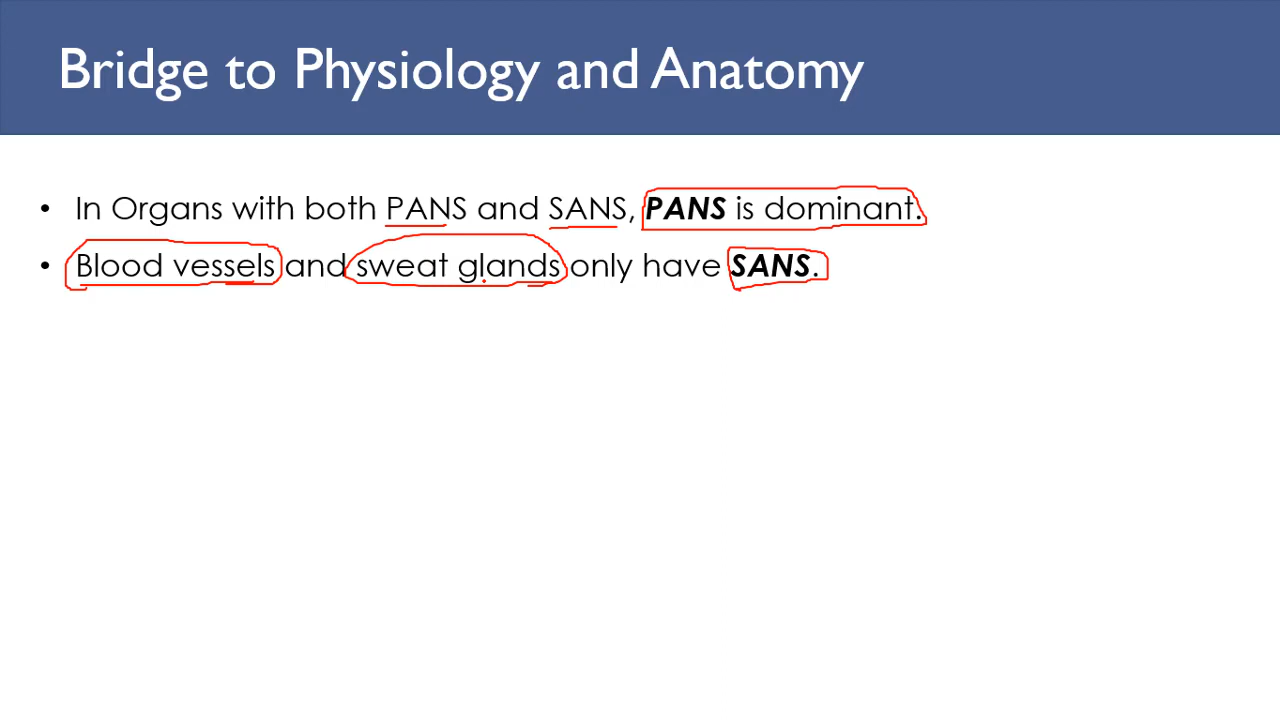 Bridge to Physiology and Anatomy
• In Organs with both PANS and SANS, PANS is dominant.
• Blood vessels and sweat glands only have SANS.